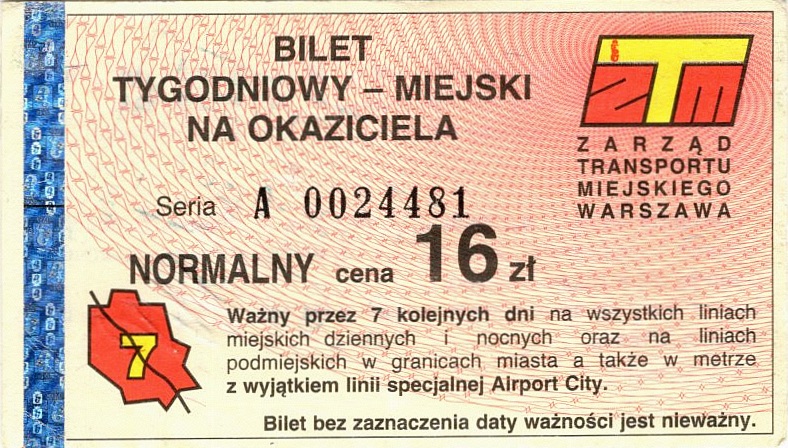 BILET
TYGODNIOWY – MIEJSKI
NA OKAZICIELA
ZTM
ZARZĄD
TRANSPORTU
MIEJSKIEGO
WARSZAWA
Seria A 0024481
NORMALNY cena 16 zł
7
Ważny przez 7 kolejnych dni na wszystkich liniach
miejskich dziennych i nocnych oraz na liniach
podmiejskich w granicach miasta a także w metrze
z wyjątkiem linii specjalnej Airport City.
Bilet bez zaznaczenia daty ważności jest nieważny.